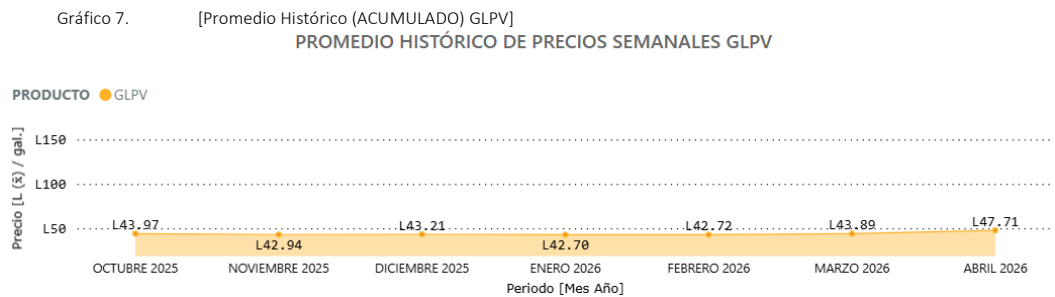 Gráfico 7. [Promedio Histórico (ACUMULADO) GLPV]
PROMEDIO HISTÓRICO DE PRECIOS SEMANALES GLPV
PRODUCTO GLPV
Precio [L (x̄) / gal.]
L150
L100
L50
L43.97
L42.94
L43.21
L42.70
L42.72
L43.89
L47.71
OCTUBRE 2025 NOVIEMBRE 2025 DICIEMBRE 2025 ENERO 2026 FEBRERO 2026 MARZO 2026 ABRIL 2026
Periodo [Mes Año]